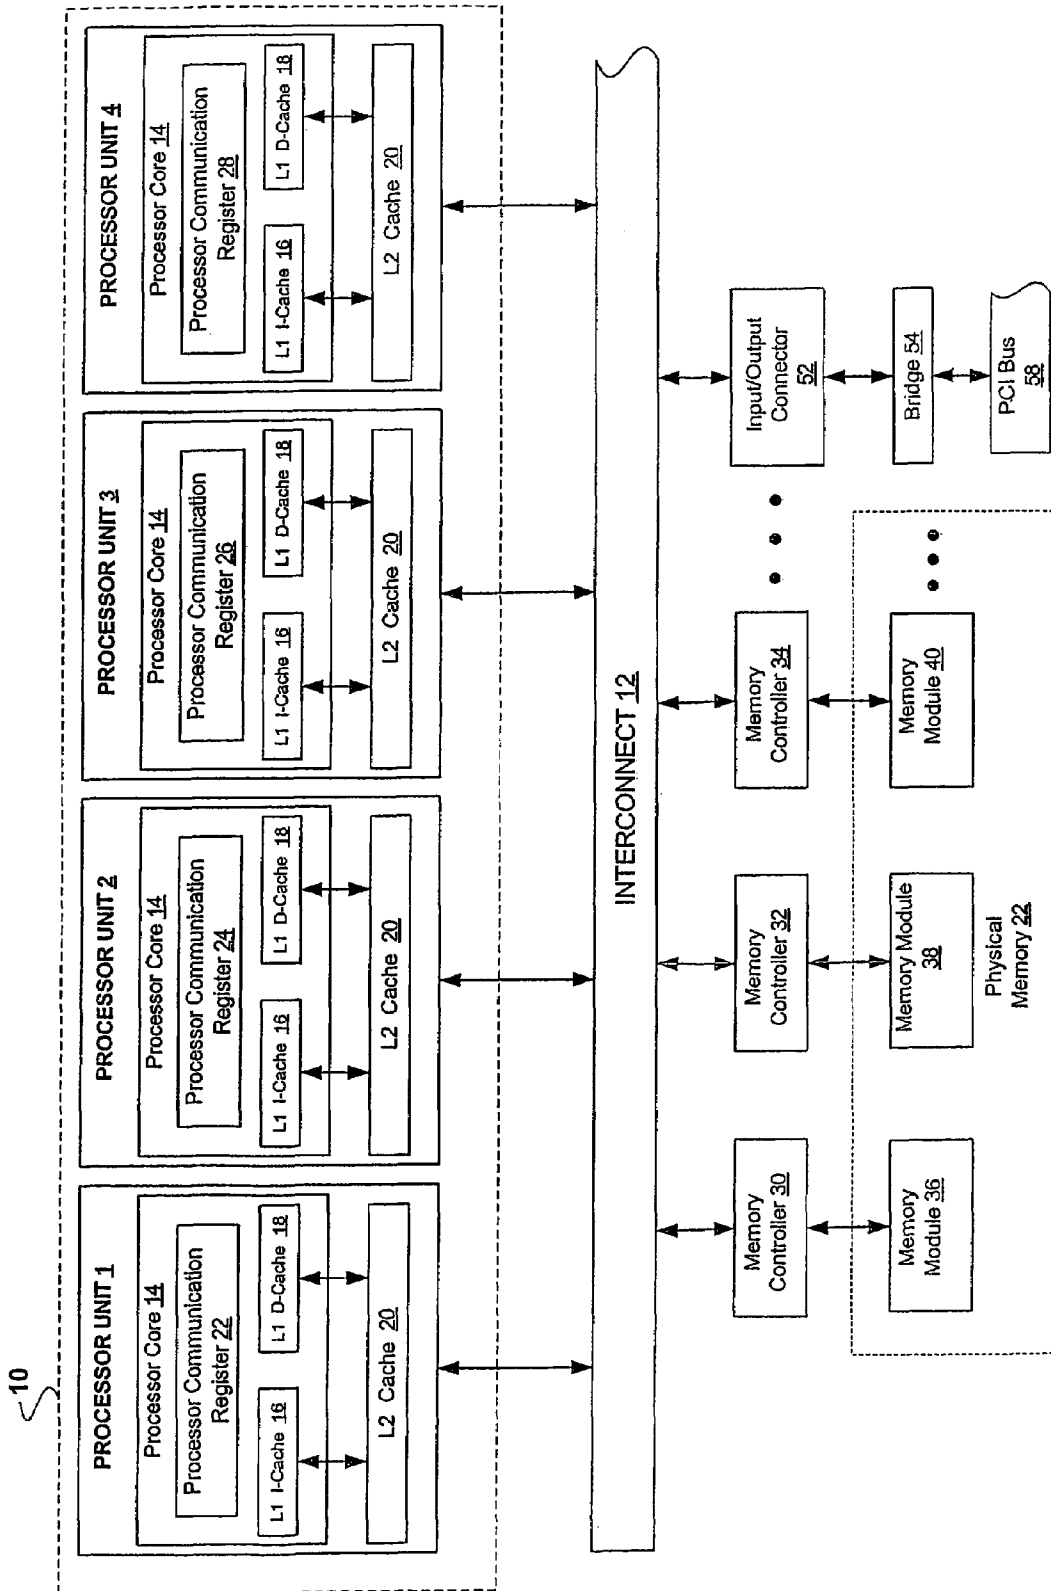 10
PROCESSOR UNIT 1
Processor Core 14
Processor Communication
Register 22
L1 I-Cache 16
L1 D-Cache 18
L2 Cache 20
PROCESSOR UNIT 2
Processor Core 14
Processor Communication
Register 24
L1 I-Cache 16
L1 D-Cache 18
L2 Cache 20
PROCESSOR UNIT 3
Processor Core 14
Processor Communication
Register 26
L1 I-Cache 16
L1 D-Cache 18
L2 Cache 20
PROCESSOR UNIT 4
Processor Core 14
Processor Communication
Register 28
L1 I-Cache 16
L1 D-Cache 18
L2 Cache 20
INTERCONNECT 12
Memory
Controller 30
Memory
Controller 32
Memory
Controller 34
Input/Output
Connector
52
Bridge 54
PCI Bus
58
Memory
Module 36
Memory Module
38
Memory
Module 40
Physical
Memory 22